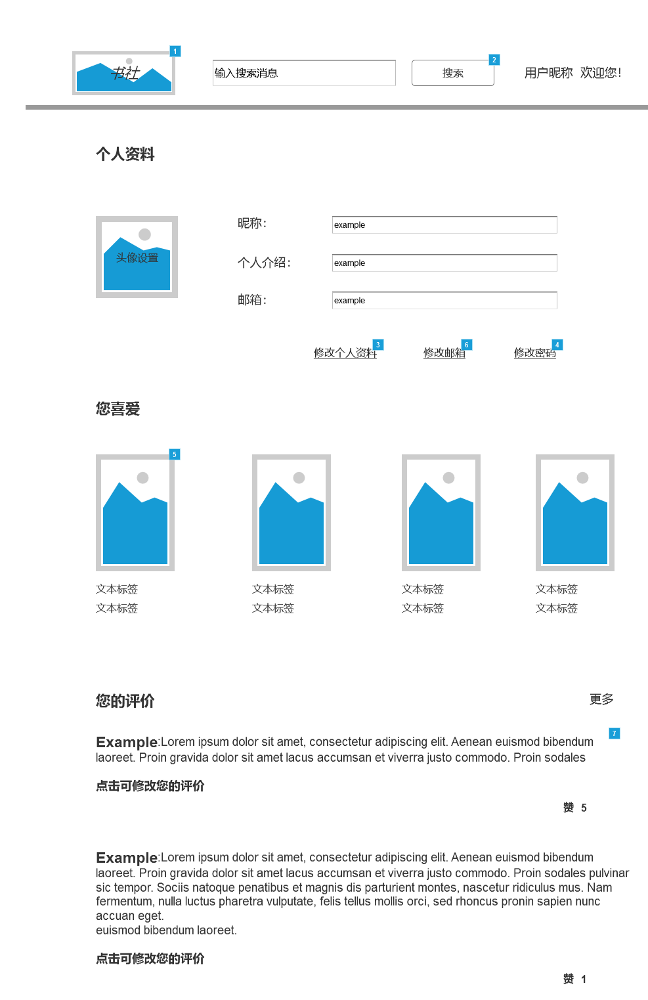 1
书社
输入搜索消息
搜索
2
用户昵称 欢迎您！
个人资料
头像设置
昵称：
example
个人介绍：
example
邮箱：
example
修改个人资料 3
修改邮箱 6
修改密码 4
您喜爱
5
文本标签 文本标签 文本标签 文本标签
文本标签 文本标签 文本标签 文本标签
您的评价 更多
7
Example:Lorem ipsum dolor sit amet, consectetur adipiscing elit. Aenean euismod bibendum
laoreet. Proin gravida dolor sit amet lacus accumsan et viverra justo commodo. Proin sodales
点击可修改您的评价
赞 5
Example:Lorem ipsum dolor sit amet, consectetur adipiscing elit. Aenean euismod bibendum
laoreet. Proin gravida dolor sit amet lacus accumsan et viverra justo commodo. Proin sodales pulvinar
sic tempor. Sociis natoque penatibus et magnis dis parturient montes, nascetur ridiculus mus. Nam
fermentum, nulla luctus pharetra vulputate, felis tellus mollis orci, sed rhoncus pronin sapien nunc
accuan eget.
euismod bibendum laoreet.
点击可修改您的评价
赞 1